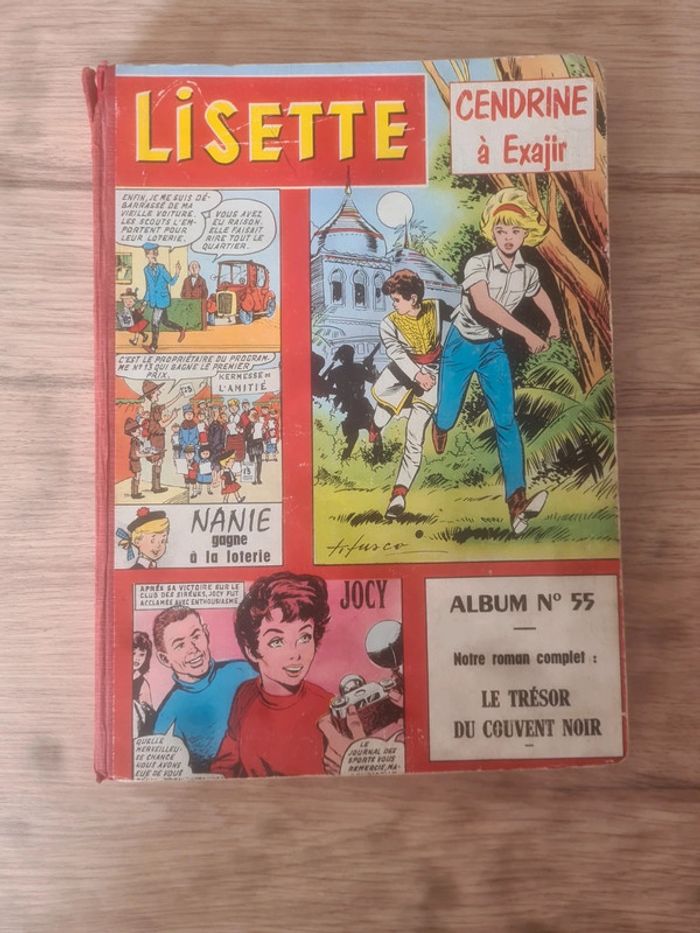 LiSETTE
CENDRINE
à Exajir
ENFIN, JE ME SUIS DÉ-
BARRASSÉ DE MA
VIEILLE VOITURE.
LES SCOUTS L'EM-
PORTENT POUR
LEUR LOTERIE.
VOUS AVEZ
EU RAISON.
ELLE FAISAIT
RIRE TOUT LE
QUARTIER.
C'EST LE PROPRIÉTAIRE DU PROGRAM-
ME Nº 13 QUI GAGNE LE PREMIER
PRIX.
KERMESSE DE
L'AMITIÉ
13
NANIE
gagne
à la loterie
APRÈS SA VICTOIRE SUR LE
CLUB DES SIREURS, JOCY FUT
ACCLAMÉE AVEC ENTHOUSIASME
JOCY
QUELLE
MERVEILLEU-
SE CHANCE
NOUS AVONS
EUE DE VOUS
LE
JOURNAL DES
SPORTS VOUS
REMERCIE, MA-
ALBUM Nº 55
Notre roman complet :
LE TRÉSOR
DU COUVENT NOIR